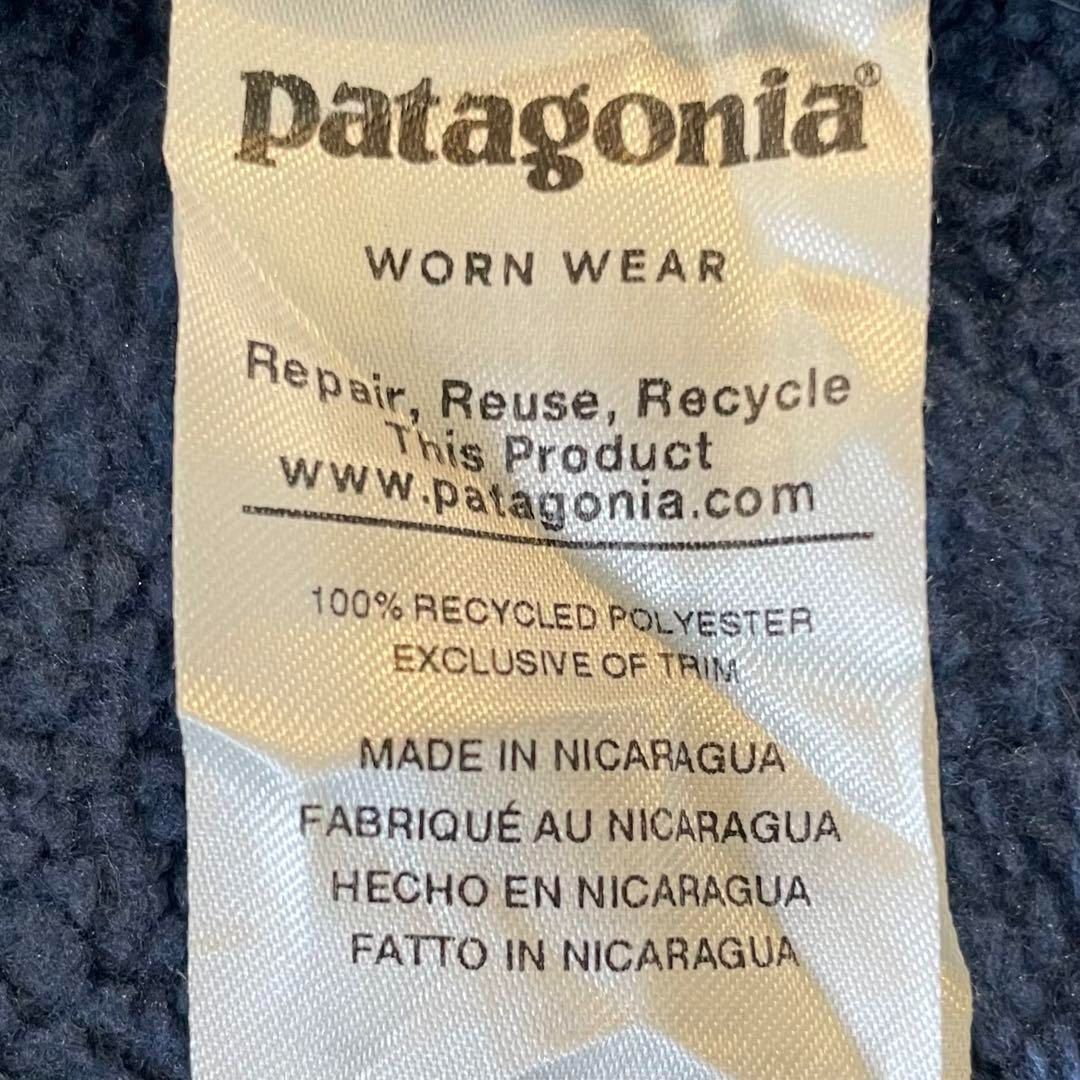 patagonia®
WORN WEAR
Repair, Reuse, Recycle
This Product
www.patagonia.com
100% RECYCLED POLYESTER
EXCLUSIVE OF TRIM
MADE IN NICARAGUA
FABRIQUÉ AU NICARAGUA
HECHO EN NICARAGUA
FATTO IN NICARAGUA